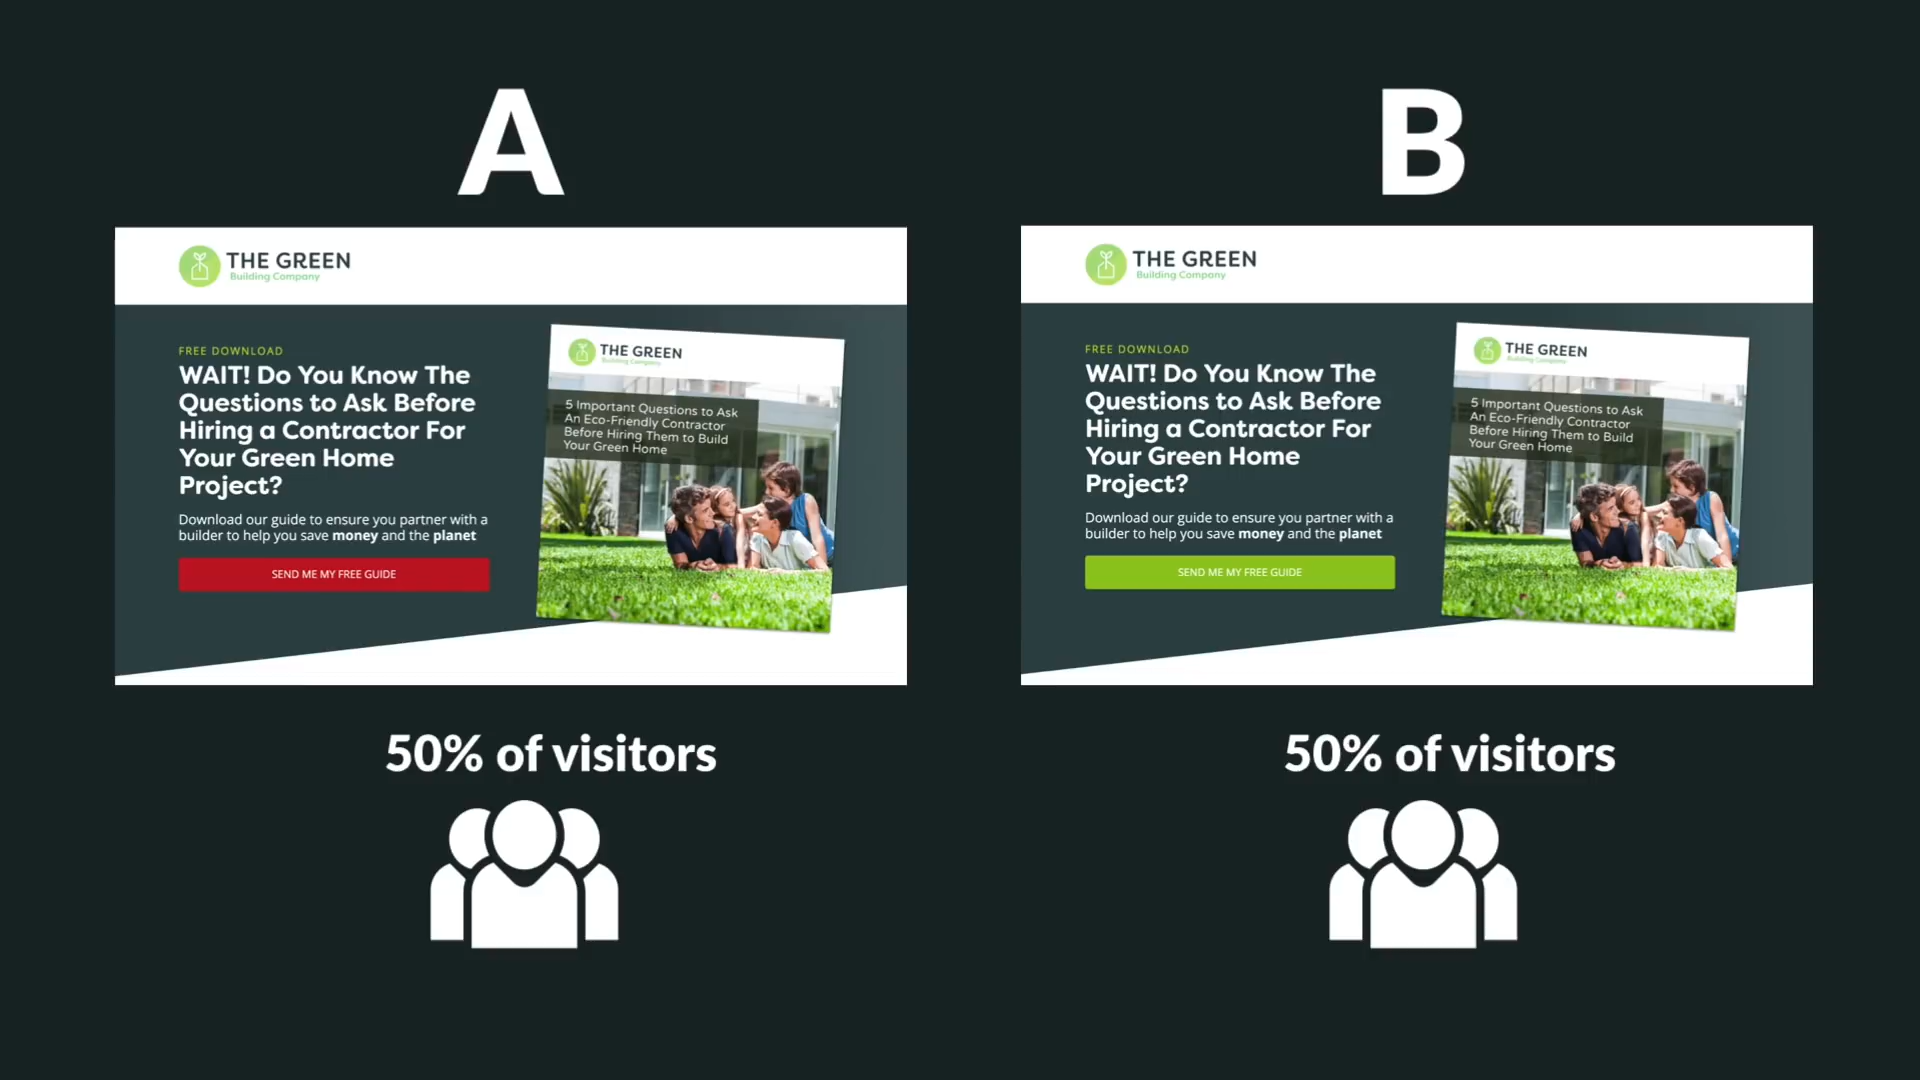 A
THE GREEN
Building Company
FREE DOWNLOAD
WAIT! Do You Know The
Questions to Ask Before
Hiring a Contractor For
Your Green Home
Project?
Download our guide to ensure you partner with a
builder to help you save money and the planet
SEND ME MY FREE GUIDE
THE GREEN
Building Company
5 Important Questions to Ask
An Eco-Friendly Contractor
Before Hiring Them to Build
Your Green Home
50% of visitors
B
THE GREEN
Building Company
FREE DOWNLOAD
WAIT! Do You Know The
Questions to Ask Before
Hiring a Contractor For
Your Green Home
Project?
Download our guide to ensure you partner with a
builder to help you save money and the planet
SEND ME MY FREE GUIDE
THE GREEN
Building Company
5 Important Questions to Ask
An Eco-Friendly Contractor
Before Hiring Them to Build
Your Green Home
50% of visitors